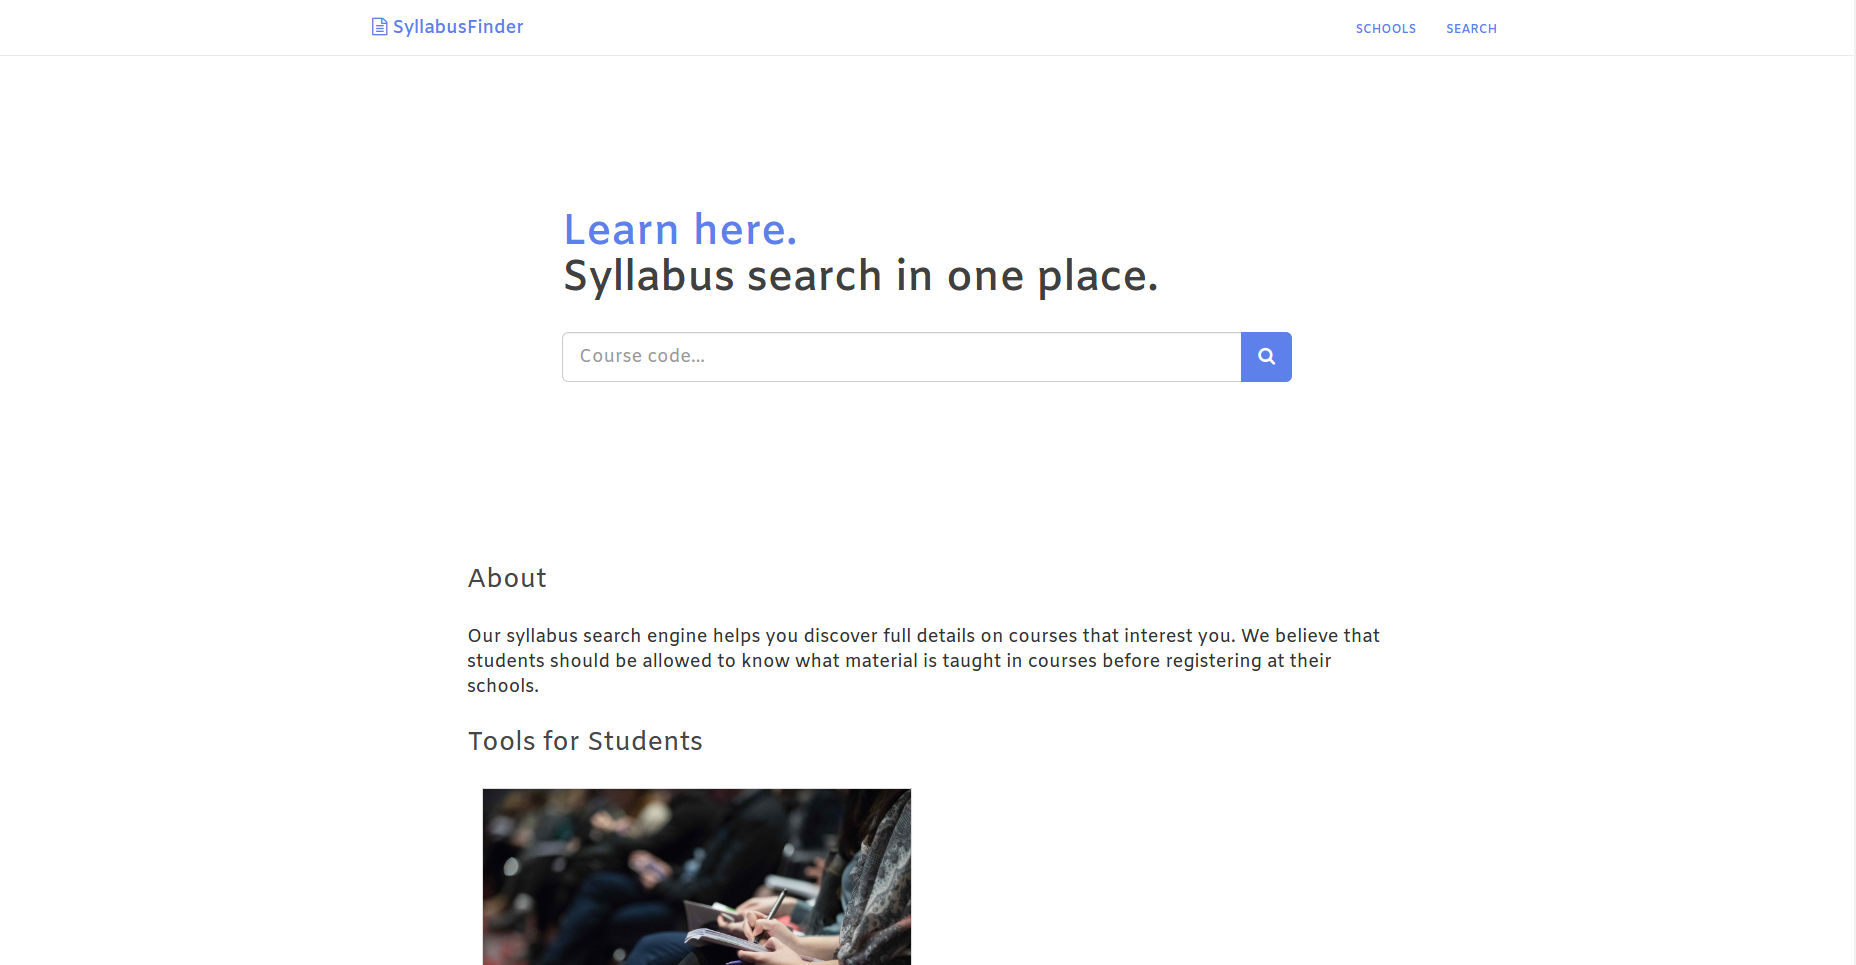 SyllabusFinder
SCHOOLS SEARCH
Learn here.
Syllabus search in one place.
Course code...
About
Our syllabus search engine helps you discover full details on courses that interest you. We believe that
students should be allowed to know what material is taught in courses before registering at their
schools.
Tools for Students